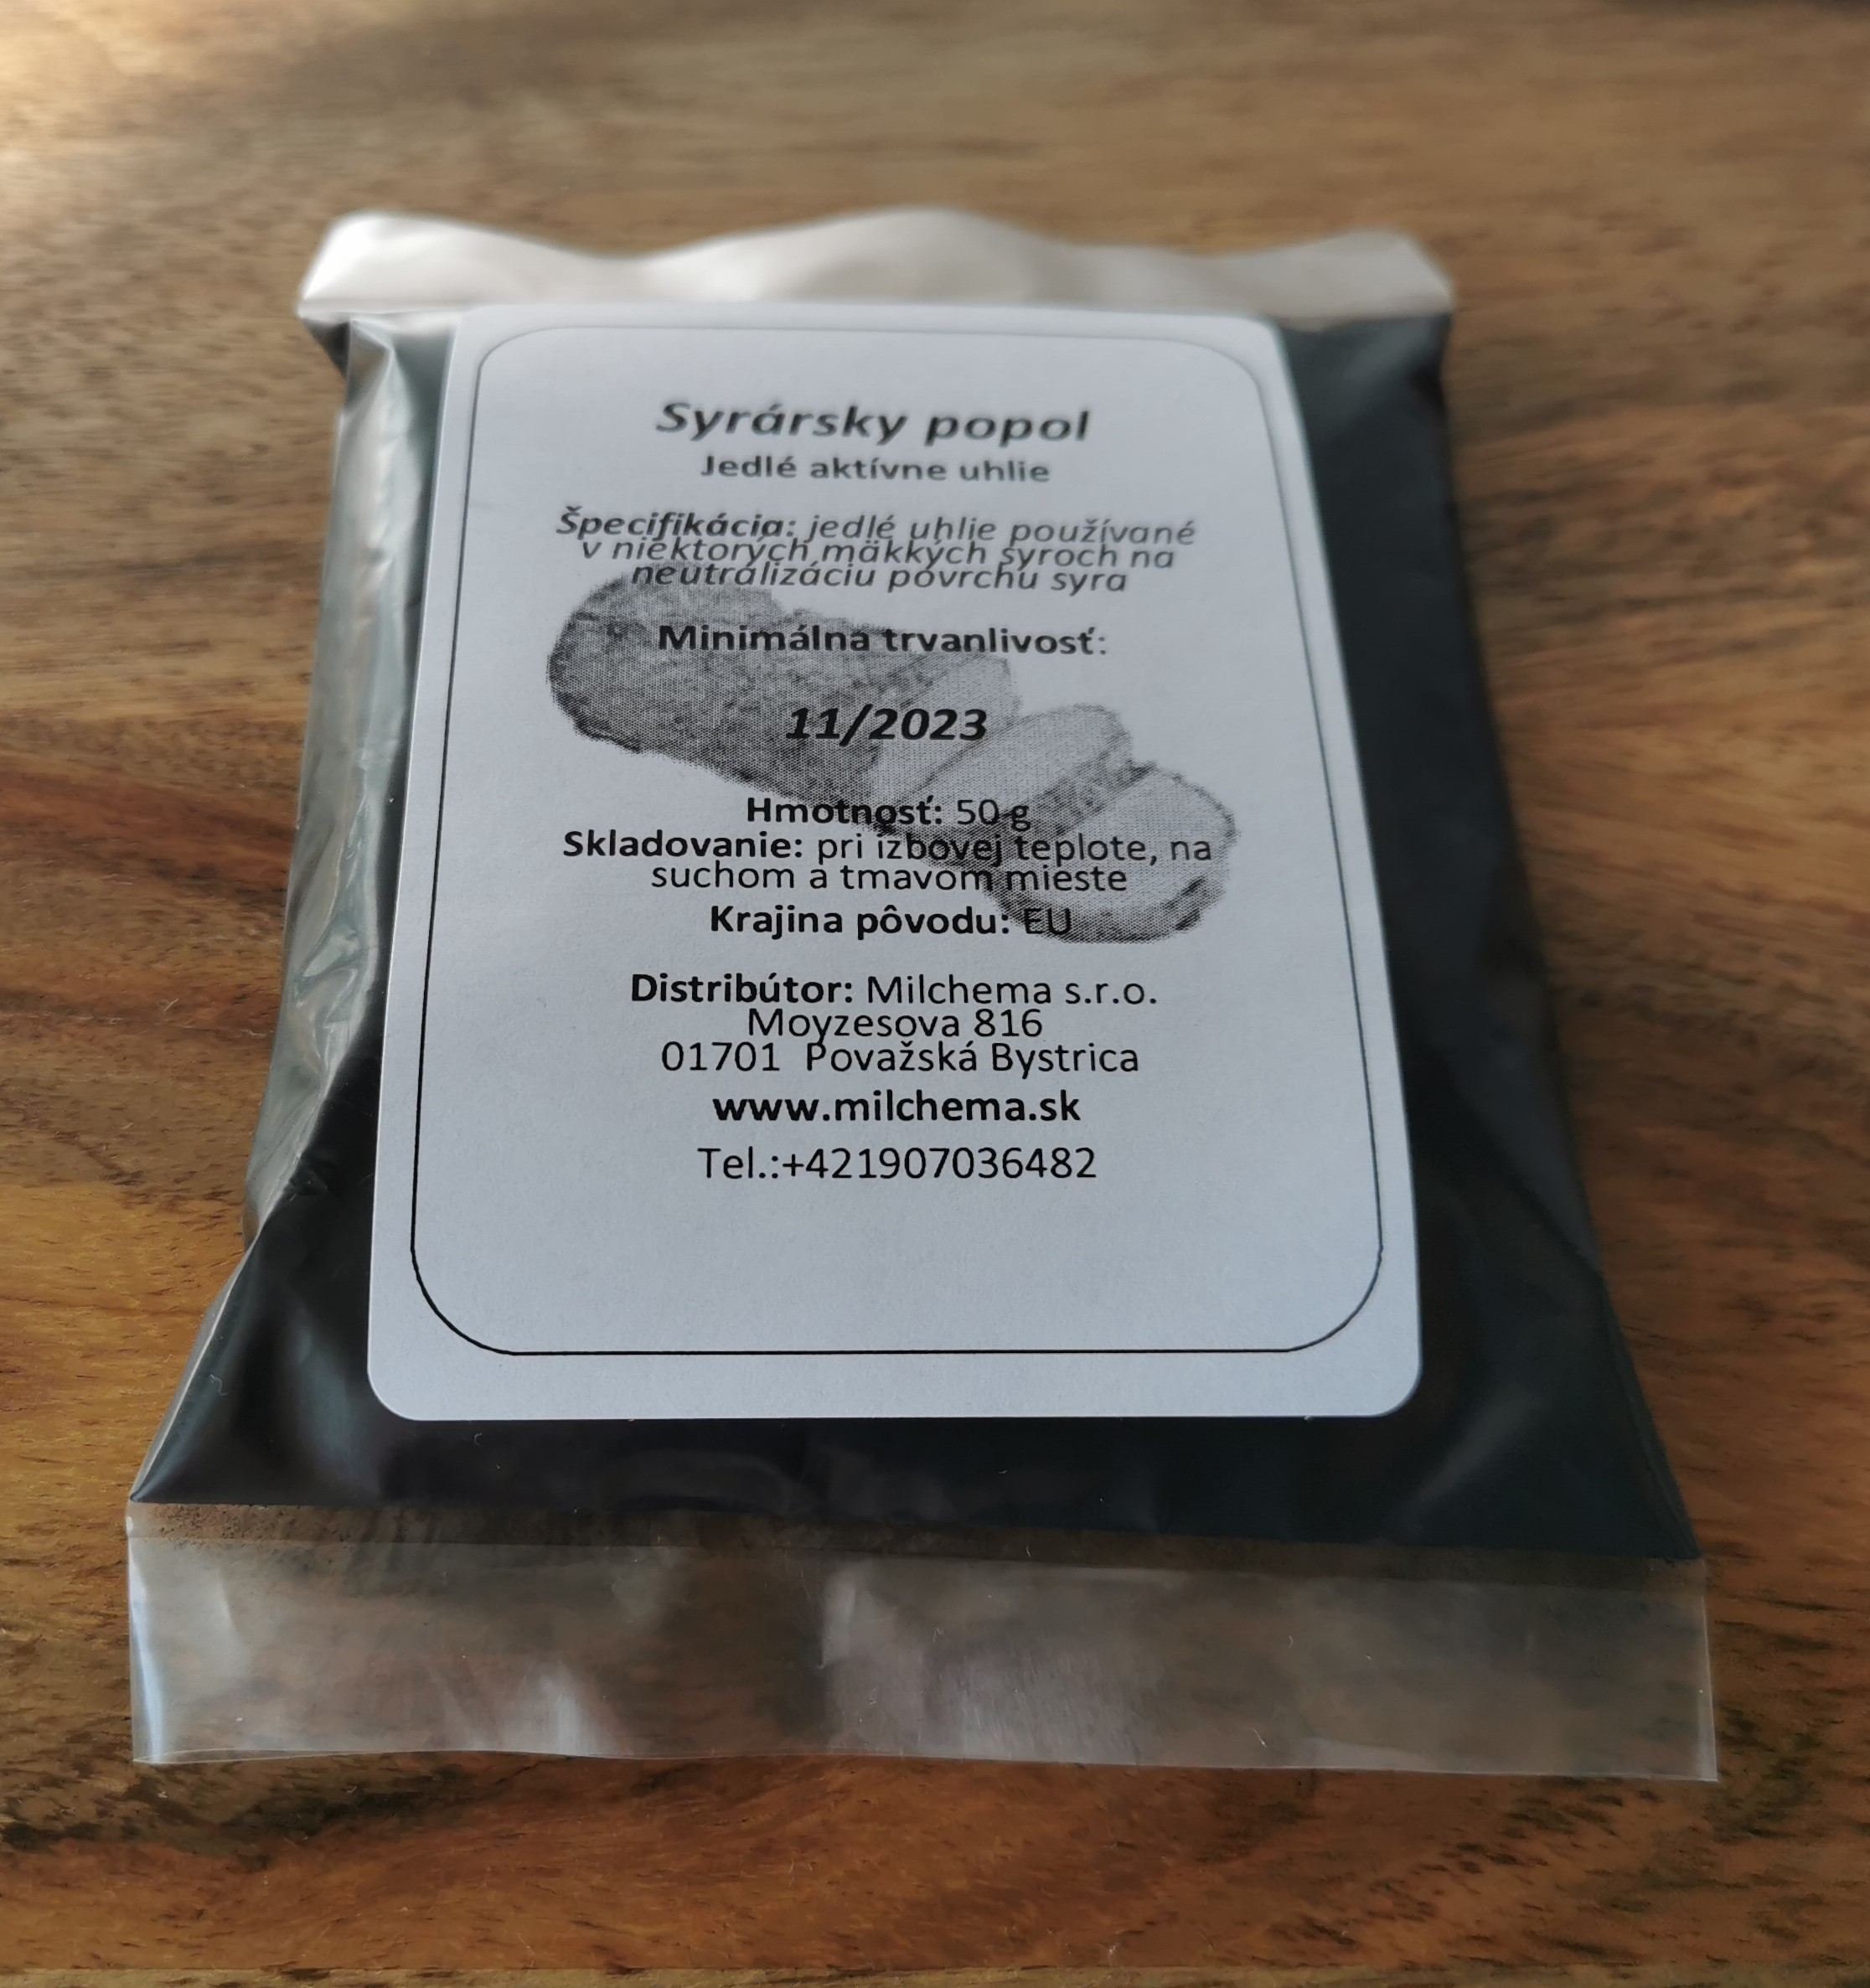 Syrársky popol
Jedlé aktívne uhlie
Špecifikácia: jedlé uhlie používané
v niektorých mäkkých syroch na
neutralizáciu povrchu syra
Minimálna trvanlivosť:
11/2023
Hmotnosť: 50 g
Skladovanie: pri izbovej teplote, na
suchom a tmavom mieste
Krajina pôvodu: EU
Distribútor: Milchema s.r.o.
Moyzesova 816
01701 Považská Bystrica
www.milchema.sk
Tel.:+421907036482